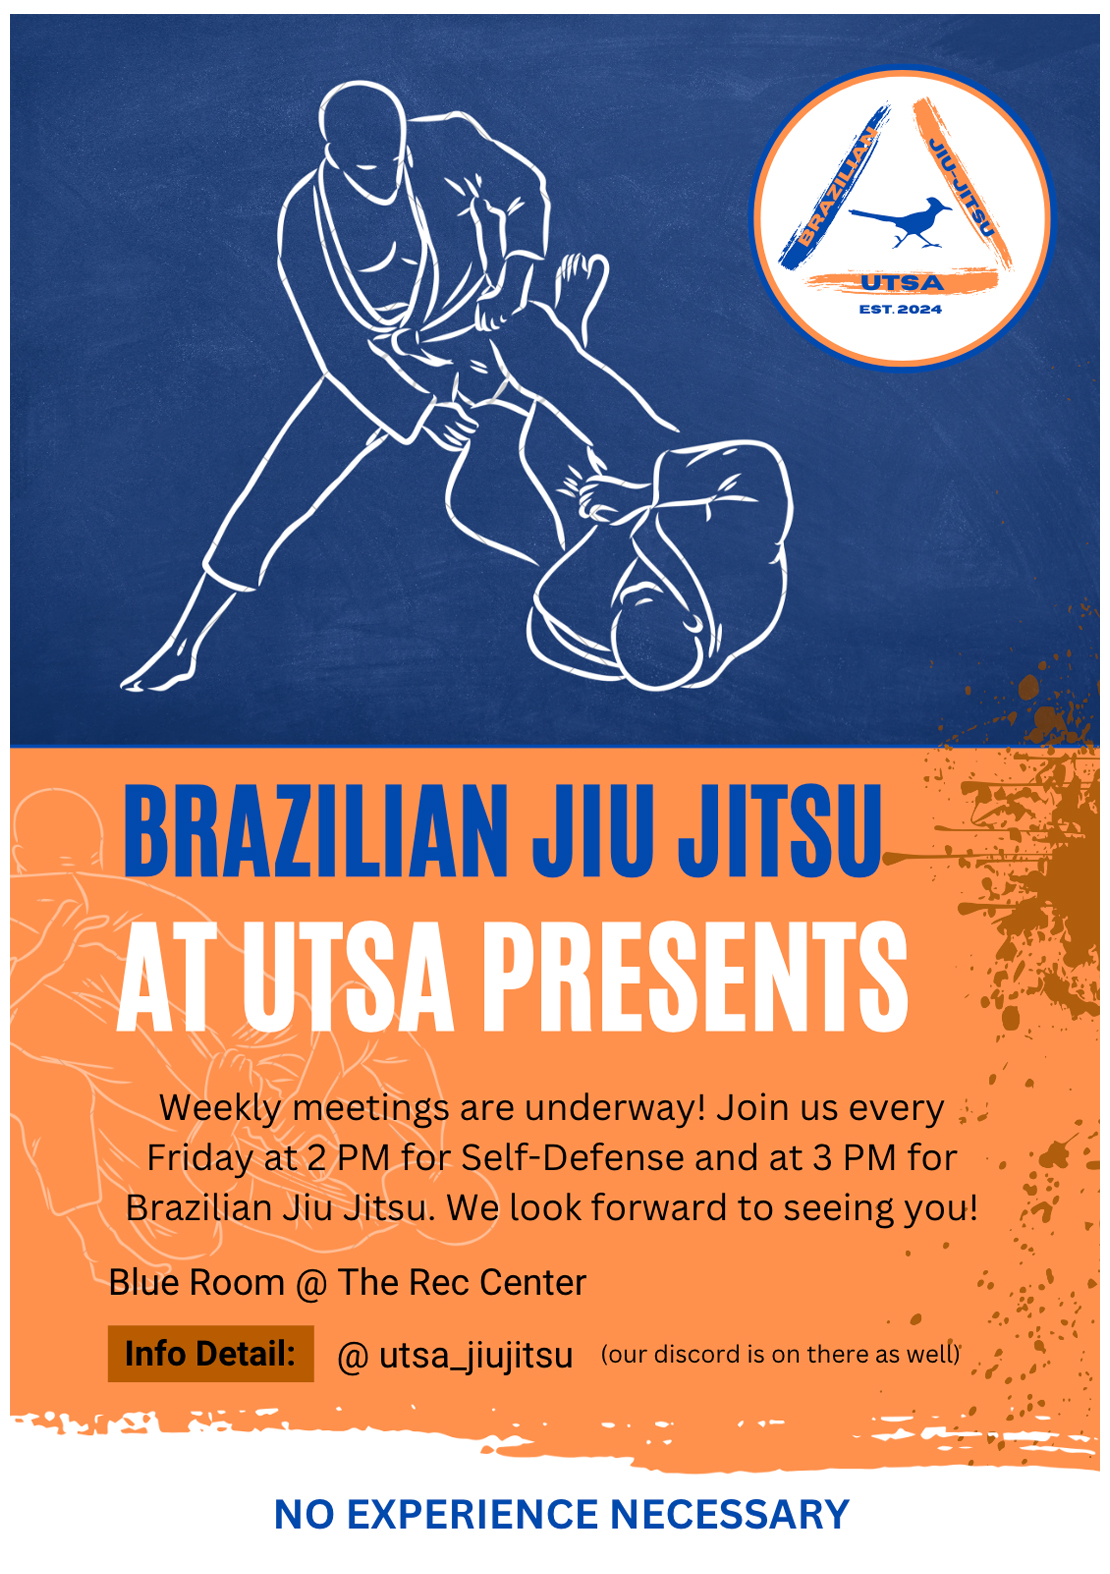 BRAZILIAN
JIU-JITSU
UTSA
EST. 2024
BRAZILIAN JIU JITSU
AT UTSA PRESENTS
Weekly meetings are underway! Join us every
Friday at 2 PM for Self-Defense and at 3 PM for
Brazilian Jiu Jitsu. We look forward to seeing you!
Blue Room @ The Rec Center
Info Detail: @ utsa_jiujitsu (our discord is on there as well)
NO EXPERIENCE NECESSARY